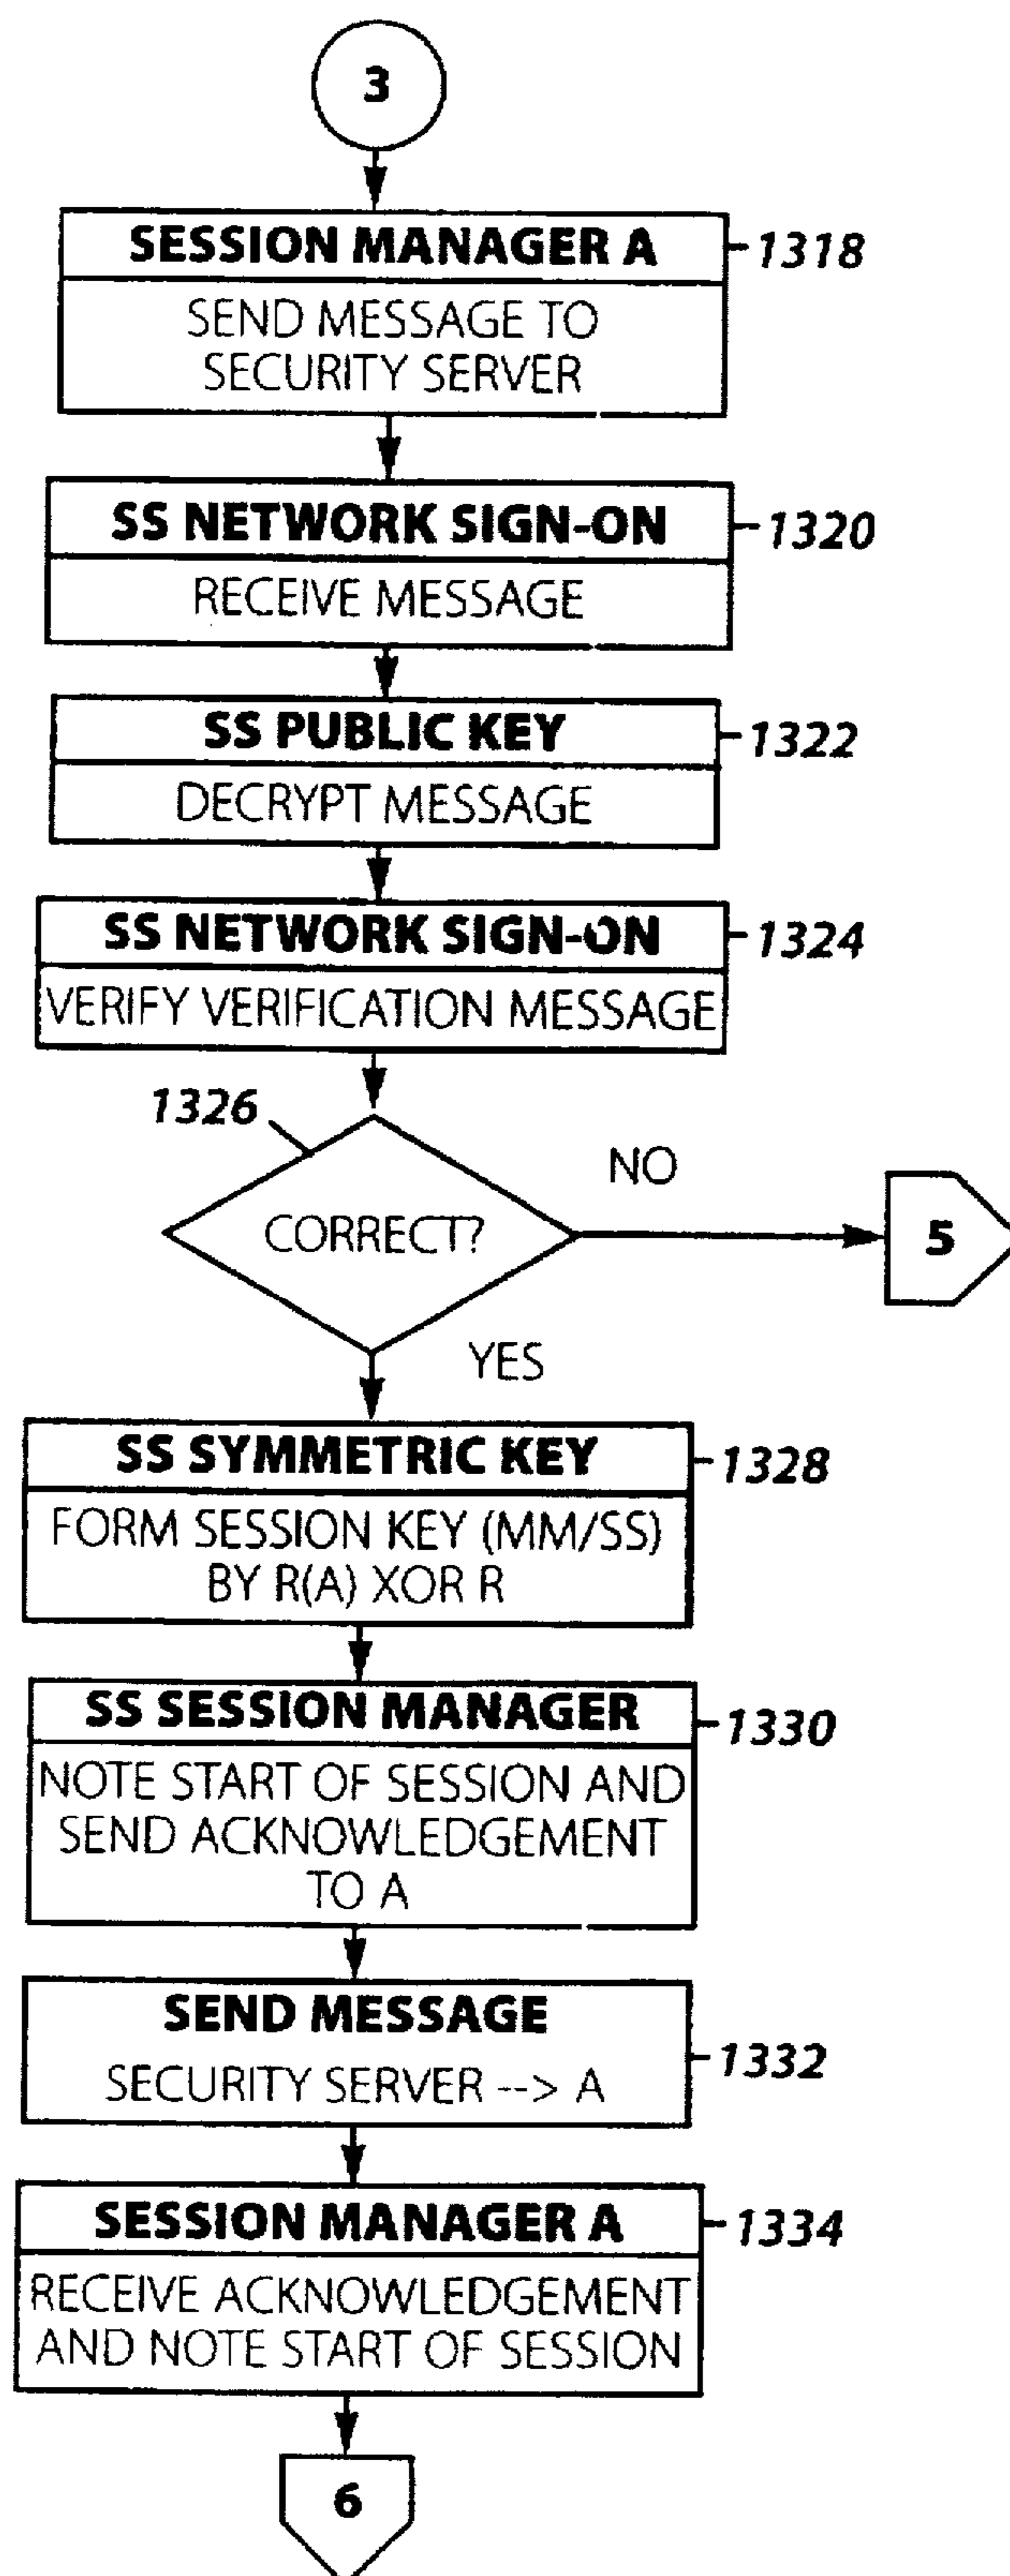 3
SESSION MANAGER A
1318
SEND MESSAGE TO
SECURITY SERVER
SS NETWORK SIGN-ON
1320
RECEIVE MESSAGE
SS PUBLIC KEY
1322
DECRYPT MESSAGE
SS NETWORK SIGN-ON
1324
VERIFY VERIFICATION MESSAGE
1326
NO
CORRECT?
5
YES
SS SYMMETRIC KEY
1328
FORM SESSION KEY (MM/SS)
BY R(A) XOR R
SS SESSION MANAGER
1330
NOTE START OF SESSION AND
SEND ACKNOWLEDGEMENT
TO A
SEND MESSAGE
1332
SECURITY SERVER --> A
SESSION MANAGER A
1334
RECEIVE ACKNOWLEDGEMENT
AND NOTE START OF SESSION
6